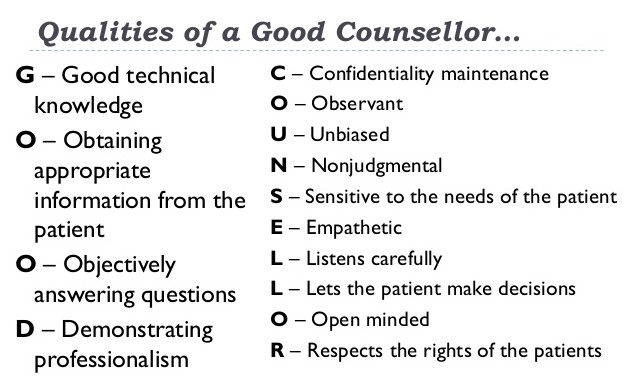 Qualities of a Good Counsellor...
G – Good technical
knowledge
O – Obtaining
appropriate
information from the
patient
O – Objectively
answering questions
D – Demonstrating
professionalism
C – Confidentiality maintenance
O – Observant
U – Unbiased
N – Nonjudgmental
S – Sensitive to the needs of the patient
E – Empathetic
L – Listens carefully
L – Lets the patient make decisions
O – Open minded
R – Respects the rights of the patients